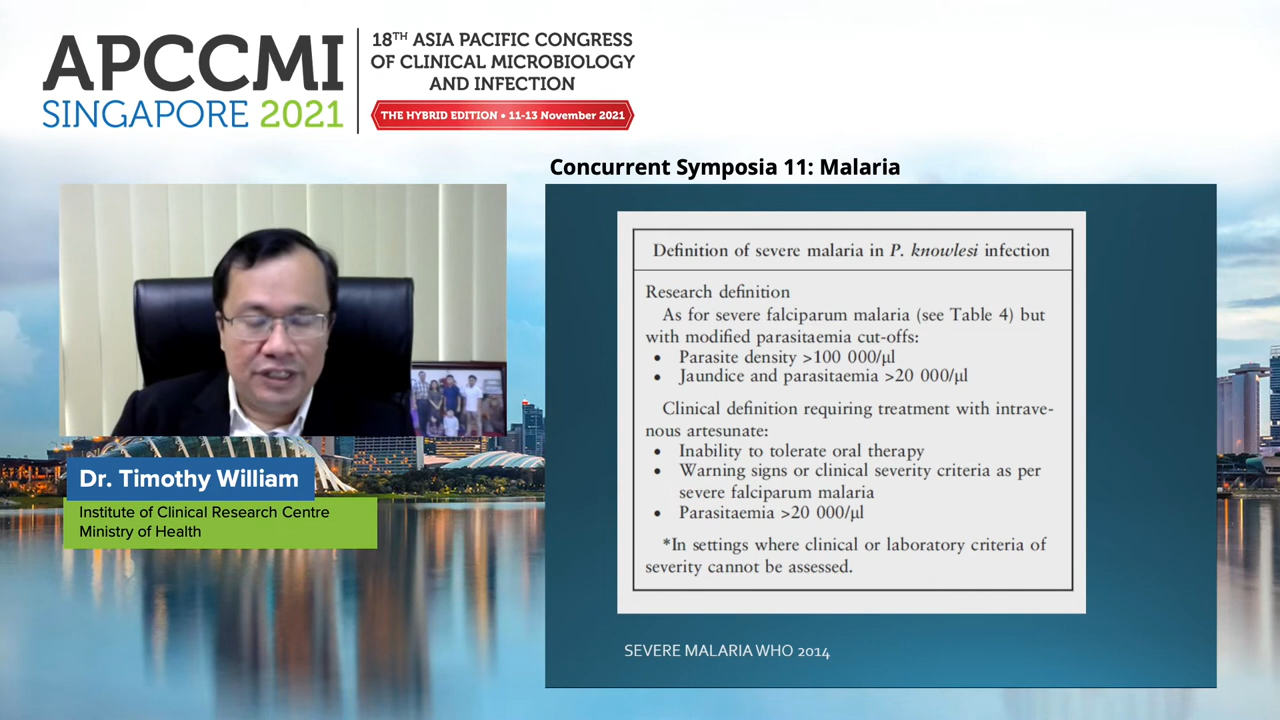 APCCMI
SINGAPORE 2021
18TH ASIA PACIFIC CONGRESS
OF CLINICAL MICROBIOLOGY
AND INFECTION
THE HYBRID EDITION • 11-13 November 2021
Concurrent Symposia 11: Malaria
Definition of severe malaria in P. knowlesi infection
Research definition
As for severe falciparum malaria (see Table 4) but
with modified parasitaemia cut-offs:
• Parasite density >100 000/μl
• Jaundice and parasitaemia >20 000/μl
Clinical definition requiring treatment with intrave-
nous artesunate:
• Inability to tolerate oral therapy
• Warning signs or clinical severity criteria as per
severe falciparum malaria
• Parasitaemia >20 000/μl
*In settings where clinical or laboratory criteria of
severity cannot be assessed.
SEVERE MALARIA WHO 2014
Dr. Timothy William
Institute of Clinical Research Centre
Ministry of Health